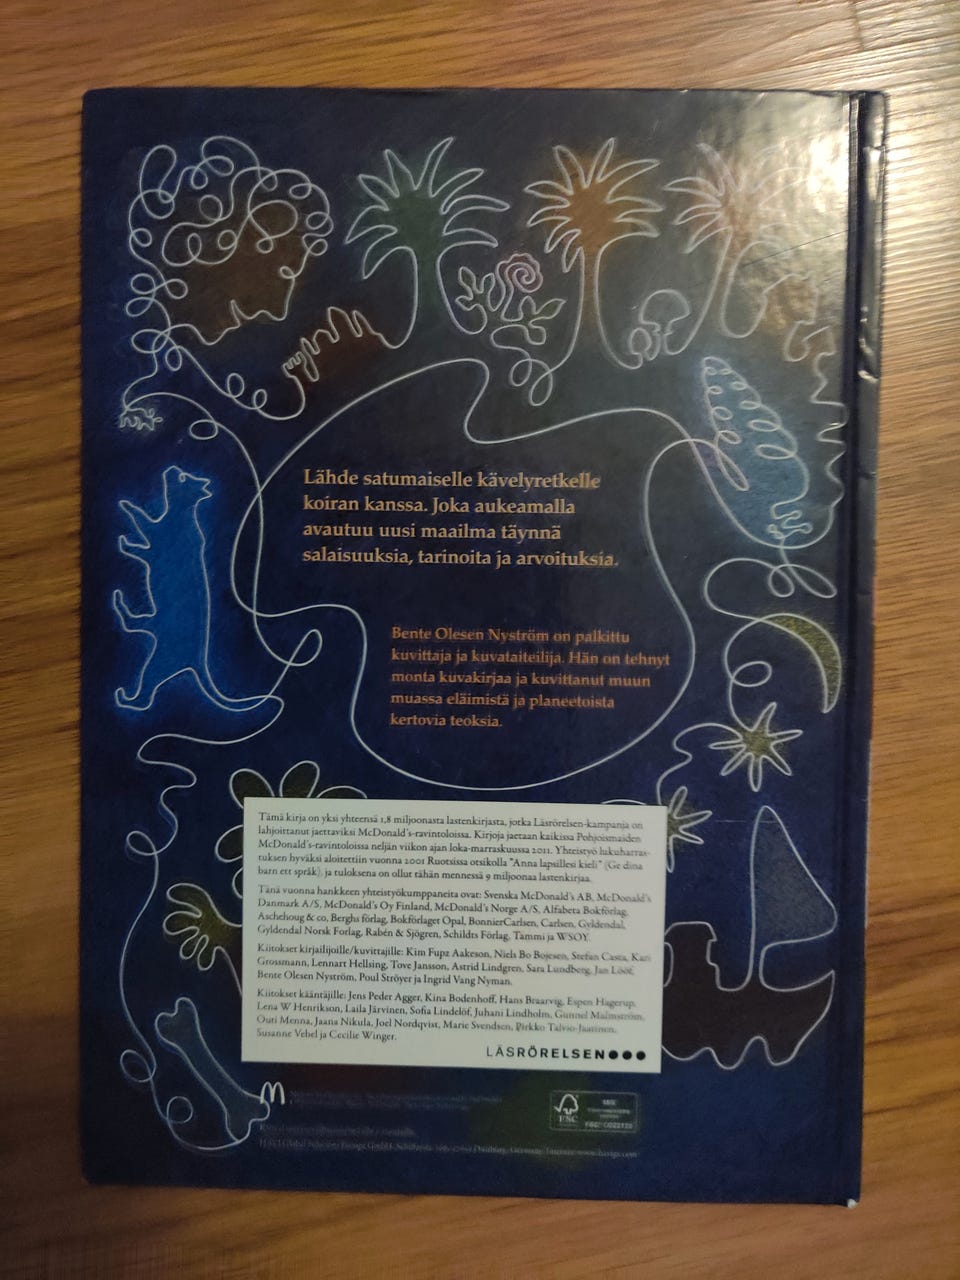 Lähde satumaiselle kävelyretkelle
koiran kanssa. Joka aukeamalla
avautuu uusi maailma täynnä
salaisuuksia, tarinoita ja arvoituksia.
Bente Olesen Nyström on palkittu
kuvittaja ja kuvataiteilija. Hän on tehnyt
monta kuvakirjaa ja kuvittanut muun
muassa eläimistä ja planeetoista
kertovia teoksia.
Tämä kirja on yksi yhteensä 1,8 miljoonasta lastenkirjasta, jotka Läsrörelsen-kampanja on
lahjoittanut jaettaviksi McDonald's-ravintoloissa. Kirjoja jaetaan kaikissa Pohjoismaiden
McDonald's-ravintoloissa neljän viikon ajan loka-marraskuussa 2011. Yhteistyö lukuharras-
tuksen hyväksi aloitettiin vuonna 2001 Ruotsissa otsikolla "Anna lapsillesi kieli" (Ge dina
barn ett språk), ja tuloksena on ollut tähän mennessä 9 miljoonaa lastenkirjaa.
Tänä vuonna hankkeen yhteistyökumppaneita ovat: Svenska McDonald's AB, McDonald's
Danmark A/S, McDonald's Oy Finland, McDonald's Norge A/S, Alfabeta Bokförlag,
Aschehoug & co, Berghs förlag, Bokförlaget Opal, BonnierCarlsen, Carlsen, Gyldendal,
Gyldendal Norsk Forlag, Rabén & Sjögren, Schildts Förlag, Tammi ja WSOY.
Kiitokset kirjailijoille/kuvittajille: Kim Fupz Aakeson, Niels Bo Bojesen, Stefan Casta, Kari
Grossmann, Lennart Hellsing, Tove Jansson, Astrid Lindgren, Sara Lundberg, Jan Lööf,
Bente Olesen Nyström, Poul Ströyer ja Ingrid Vang Nyman.
Kiitokset kääntäjille: Jens Peder Agger, Kina Bodenhoff, Hans Braarvig, Espen Hagerup,
Lena W Henrikson, Laila Järvinen, Sofia Lindelöf, Juhani Lindholm, Gunnel Malmström,
Outi Menna, Jaana Nikula, Joel Nordqvist, Marie Svendsen, Pirkko Talvio-Jaatinen,
Susanne Vebel ja Cecilie Winger.
LÄSRÖRELSEN
FSC
MIX
FSC® C022120